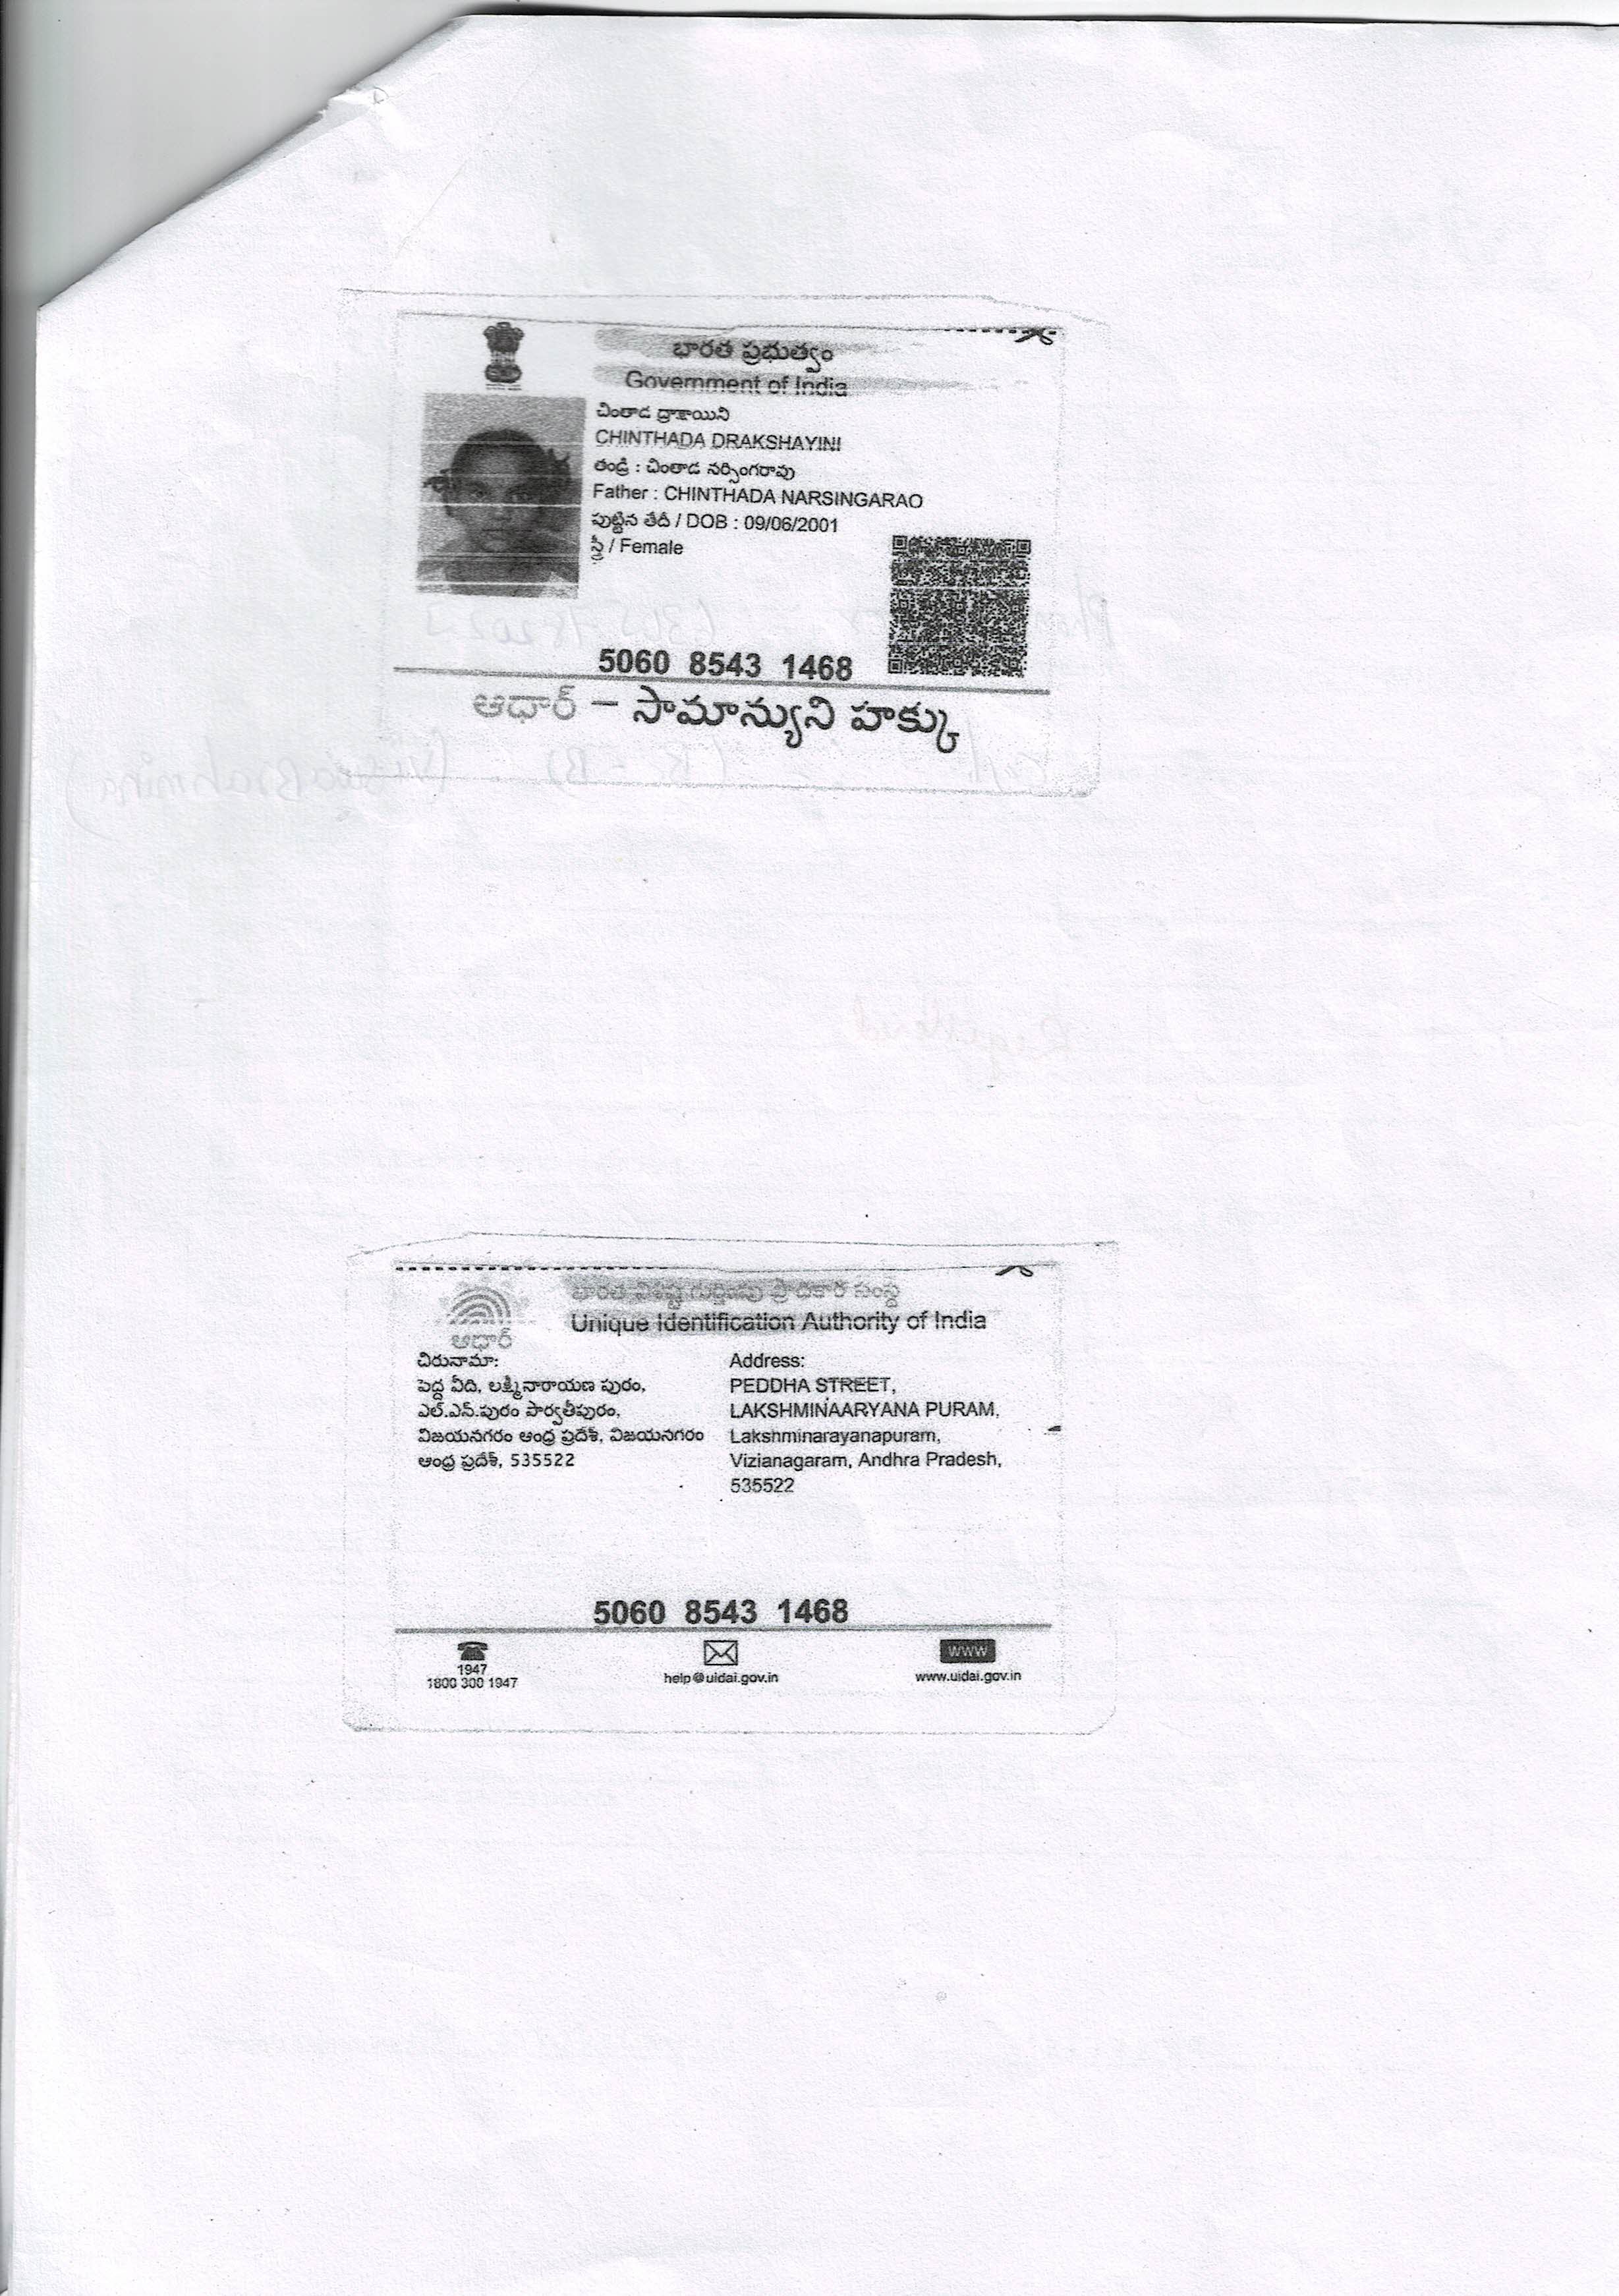 భారత ప్రభుత్వం
Government of India
చింతాడ ద్రాక్షాయిని
CHINTHADA DRAKSHAYINI
తండ్రి : చింతాడ నర్సింగరావు
Father : CHINTHADA NARSINGARAO
పుట్టిన తేదీ / DOB : 09/06/2001
స్త్రీ / Female
5060 8543 1468
ఆధార్ – సామాన్యుని హక్కు
భారత విశిష్ట గుర్తింపు ప్రాధికార సంస్థ
Unique Identification Authority of India
ఆధార్
చిరునామా:
పెద్ద వీది, లక్ష్మీనారాయణ పురం,
ఎల్.ఎన్.పురం పార్వతీపురం,
విజయనగరం ఆంధ్ర ప్రదేశ్, విజయనగరం
ఆంధ్ర ప్రదేశ్, 535522
Address:
PEDDHA STREET,
LAKSHMINAARYANA PURAM,
Lakshminarayanapuram,
Vizianagaram, Andhra Pradesh,
535522
5060 8543 1468
1947
1800 300 1947
help@uidai.gov.in
WWW
www.uidai.gov.in